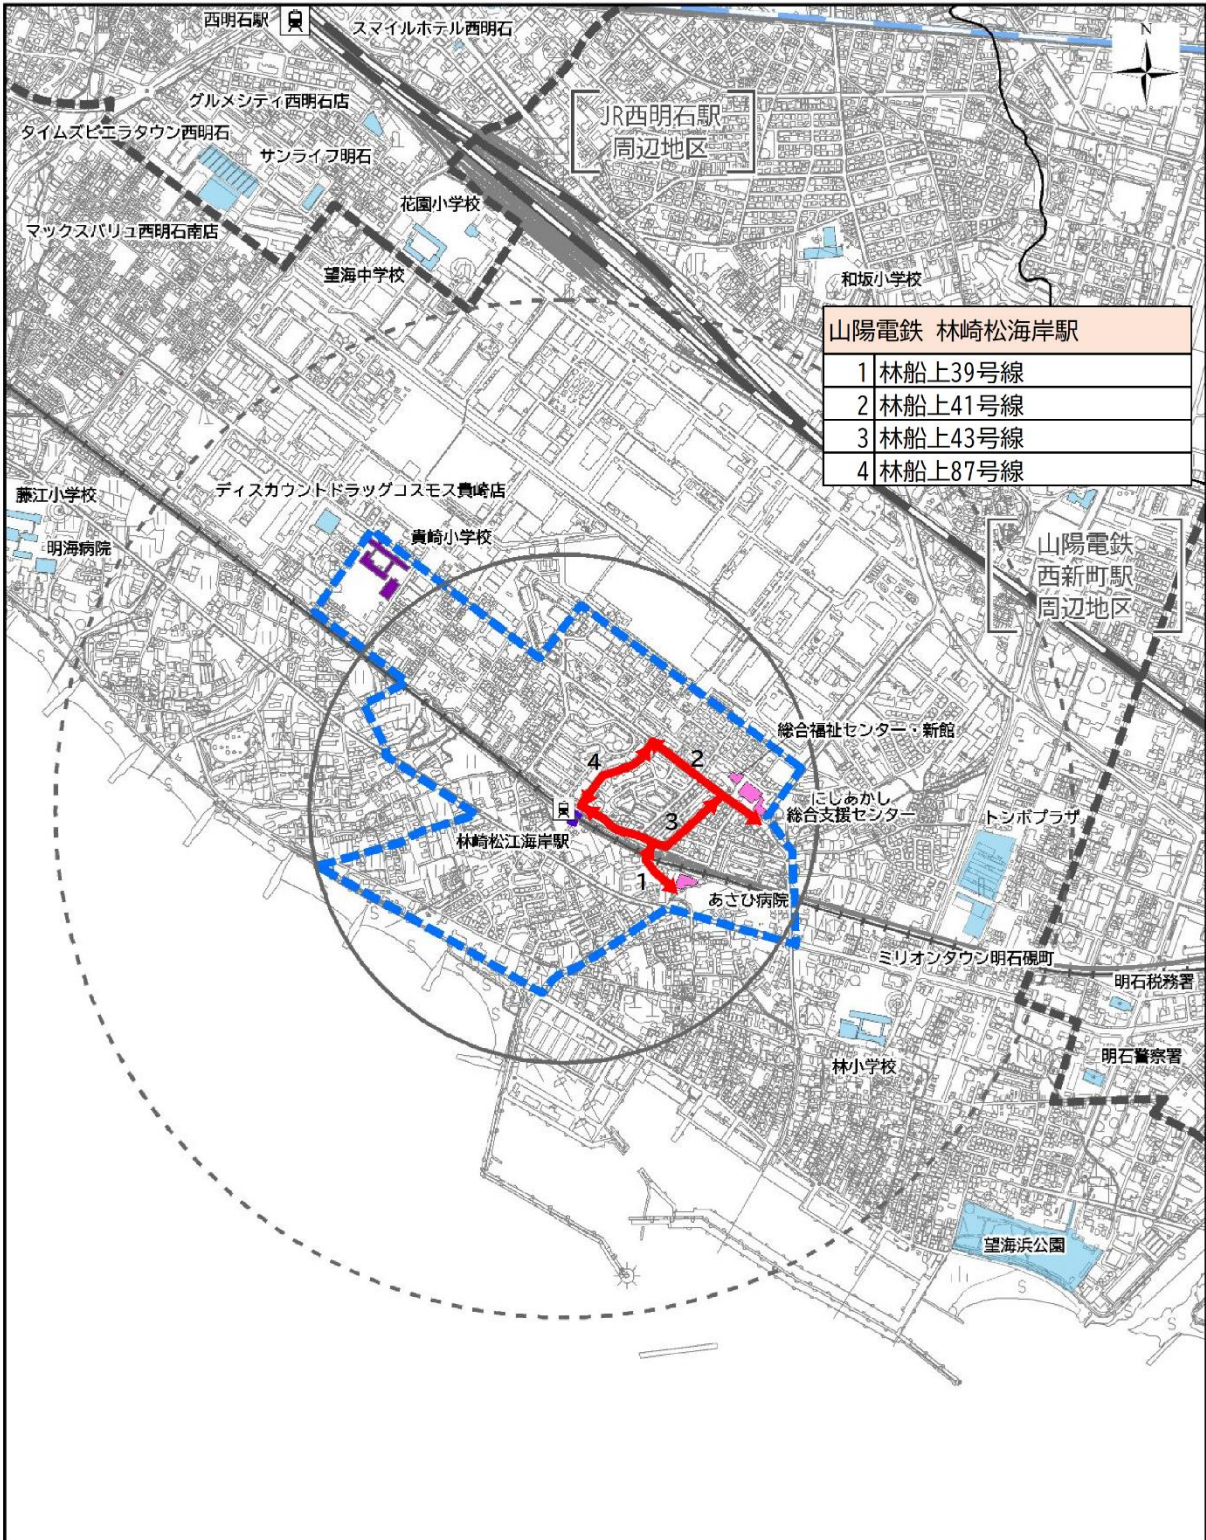 西明石駅
スマイルホテル西明石
N
グルメシティ西明石店
JR西明石駅
周辺地区
タイムズビエラタウン西明石
サンライフ明石
花園小学校
マックスバリュ西明石南店
望海中学校
和坂小学校
山陽電鉄 林崎松海岸駅
1 林船上39号線
2 林船上41号線
3 林船上43号線
4 林船上87号線
ディスカウントドラッグコスモス貴崎店
藤江小学校
貴崎小学校
明海病院
山陽電鉄
西新町駅
周辺地区
総合福祉センター・新館
2
4
にしあかし
総合支援センター
トンボプラザ
3
林崎松江海岸駅
1
あさひ病院
ミリオンタウン明石硯町
明石税務署
林小学校
明石警察署
望海浜公園